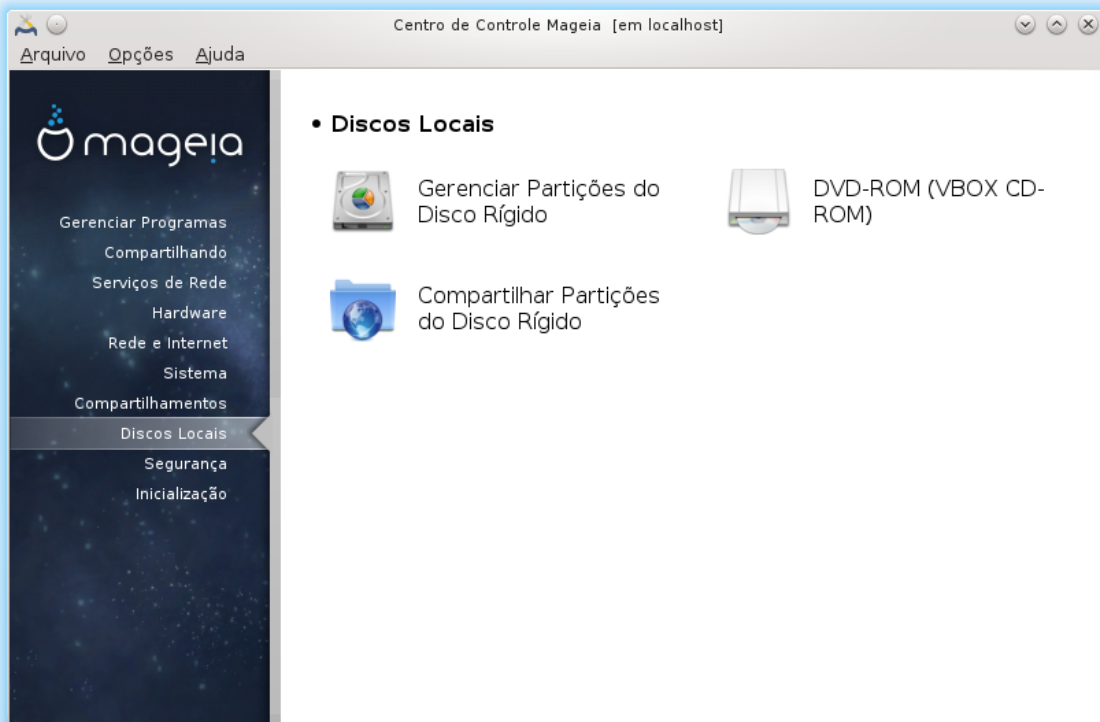 Centro de Controle Mageia [em localhost]
Arquivo Opções Ajuda
mageia
Gerenciar Programas
Compartilhando
Serviços de Rede
Hardware
Rede e Internet
Sistema
Compartilhamentos
Discos Locais
Segurança
Inicialização
• Discos Locais
Gerenciar Partições do
Disco Rígido
DVD-ROM (VBOX CD-
ROM)
Compartilhar Partições
do Disco Rígido